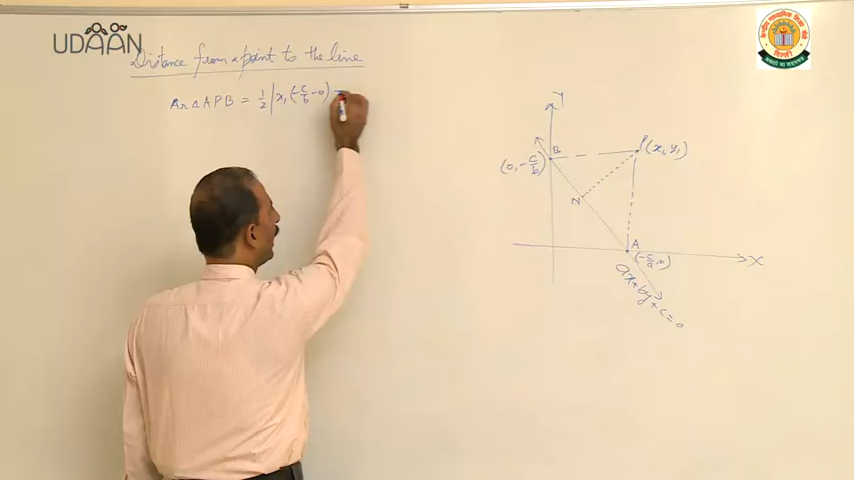 UDAAN
Distance from a point to the line
Ar △ APB = 1/2 |x₁(-c/b - 0)
Y
B
P(x₁, y₁)
(0, -c/b)
N
A
X
(-c/a, 0)
ax+by+c=0